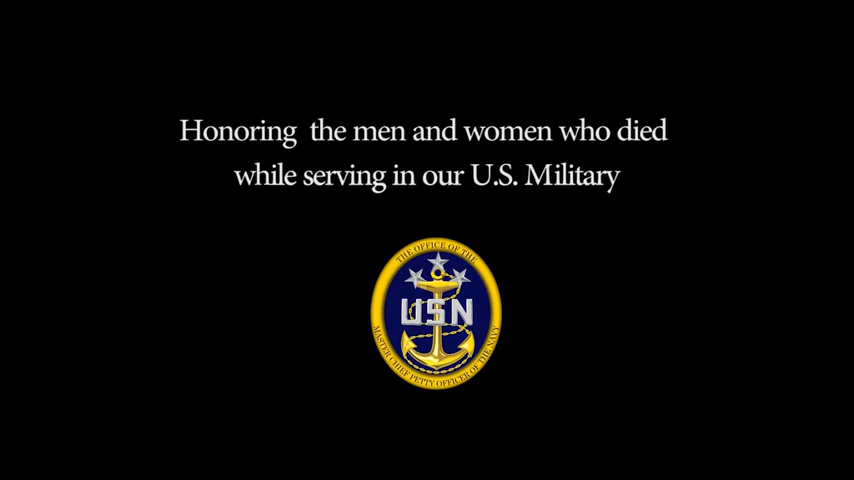 Honoring the men and women who died
while serving in our U.S. Military
THE OFFICE OF THE
USN
MASTER CHIEF PETTY OFFICER OF THE NAVY